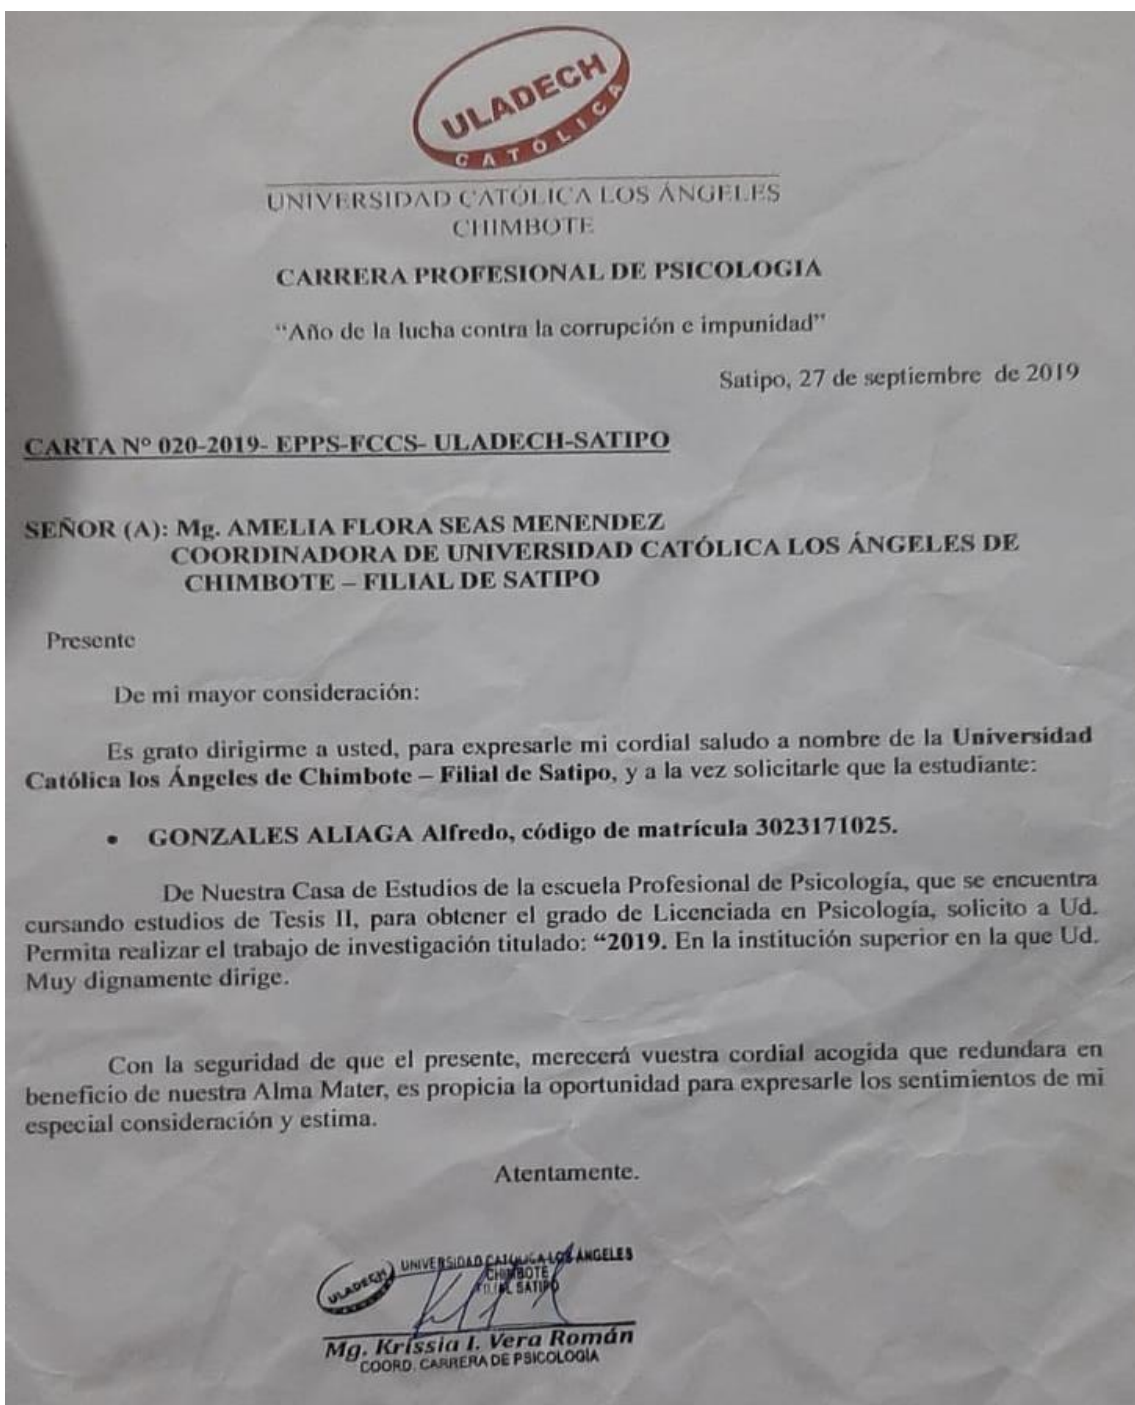 ULADECH
CATÓLICA
UNIVERSIDAD CATÓLICA LOS ÁNGELES
CHIMBOTE
CARRERA PROFESIONAL DE PSICOLOGIA
“Año de la lucha contra la corrupción e impunidad”
Satipo, 27 de septiembre de 2019
CARTA Nº 020-2019- EPPS-FCCS- ULADECH-SATIPO
SEÑOR (A): Mg. AMELIA FLORA SEAS MENENDEZ
COORDINADORA DE UNIVERSIDAD CATÓLICA LOS ÁNGELES DE
CHIMBOTE – FILIAL DE SATIPO
Presente
De mi mayor consideración:
Es grato dirigirme a usted, para expresarle mi cordial saludo a nombre de la Universidad
Católica los Ángeles de Chimbote – Filial de Satipo, y a la vez solicitarle que la estudiante:
• GONZALES ALIAGA Alfredo, código de matrícula 3023171025.
De Nuestra Casa de Estudios de la escuela Profesional de Psicología, que se encuentra
cursando estudios de Tesis II, para obtener el grado de Licenciada en Psicología, solicito a Ud.
Permita realizar el trabajo de investigación titulado: “2019. En la institución superior en la que Ud.
Muy dignamente dirige.
Con la seguridad de que el presente, merecerá vuestra cordial acogida que redundara en
beneficio de nuestra Alma Mater, es propicia la oportunidad para expresarle los sentimientos de mi
especial consideración y estima.
Atentamente.
ULADECH
UNIVERSIDAD CATÓLICA LOS ÁNGELES
CHIMBOTE
FILIAL SATIPO
Mg. Krissia I. Vera Román
COORD. CARRERA DE PSICOLOGÍA